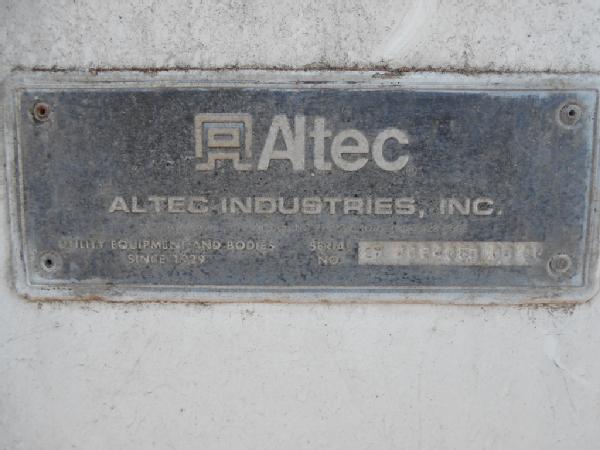 Altec
ALTEC INDUSTRIES, INC.
UTILITY EQUIPMENT AND BODIES
SINCE 1929
SERIAL
NO.